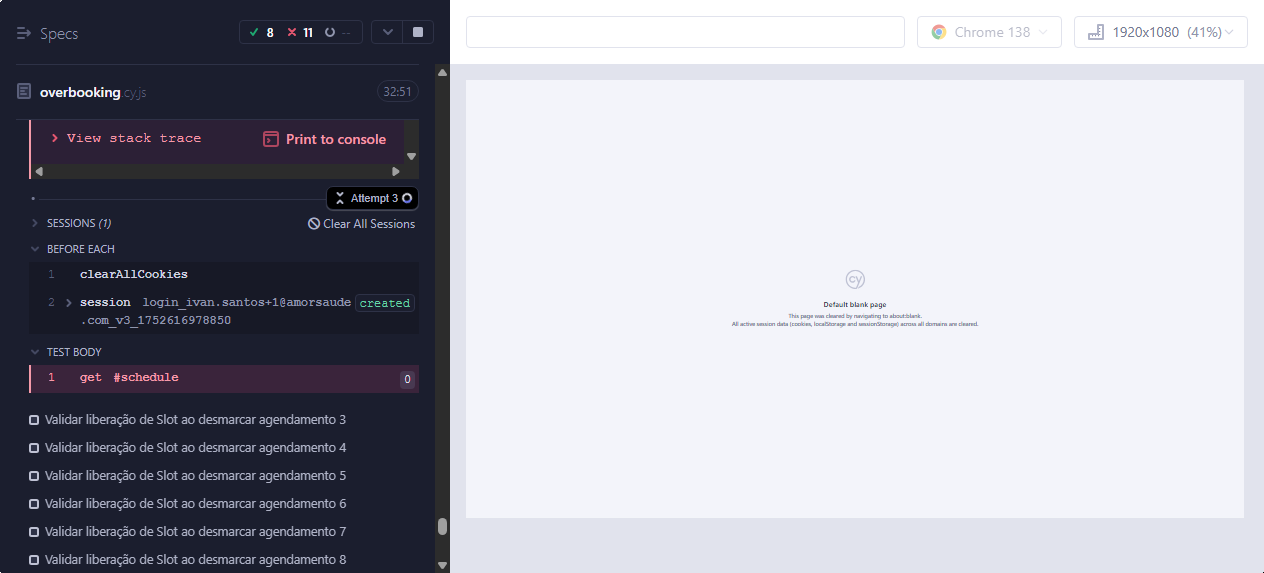 Specs
8 11 --
Chrome 138
1920x1080 (41%)
overbooking.cy.js
32:51
View stack trace
Print to console
Attempt 3
SESSIONS (1)
Clear All Sessions
BEFORE EACH
1 clearAllCookies
2 session login_ivan.santos+1@amorsaude created
.com_v3_1752616978850
TEST BODY
1 get #schedule 0
Validar liberação de Slot ao desmarcar agendamento 3
Validar liberação de Slot ao desmarcar agendamento 4
Validar liberação de Slot ao desmarcar agendamento 5
Validar liberação de Slot ao desmarcar agendamento 6
Validar liberação de Slot ao desmarcar agendamento 7
Validar liberação de Slot ao desmarcar agendamento 8
cy
Default blank page
This page was cleared by navigating to about:blank.
All active session data (cookies, localStorage and sessionStorage) across all domains are cleared.